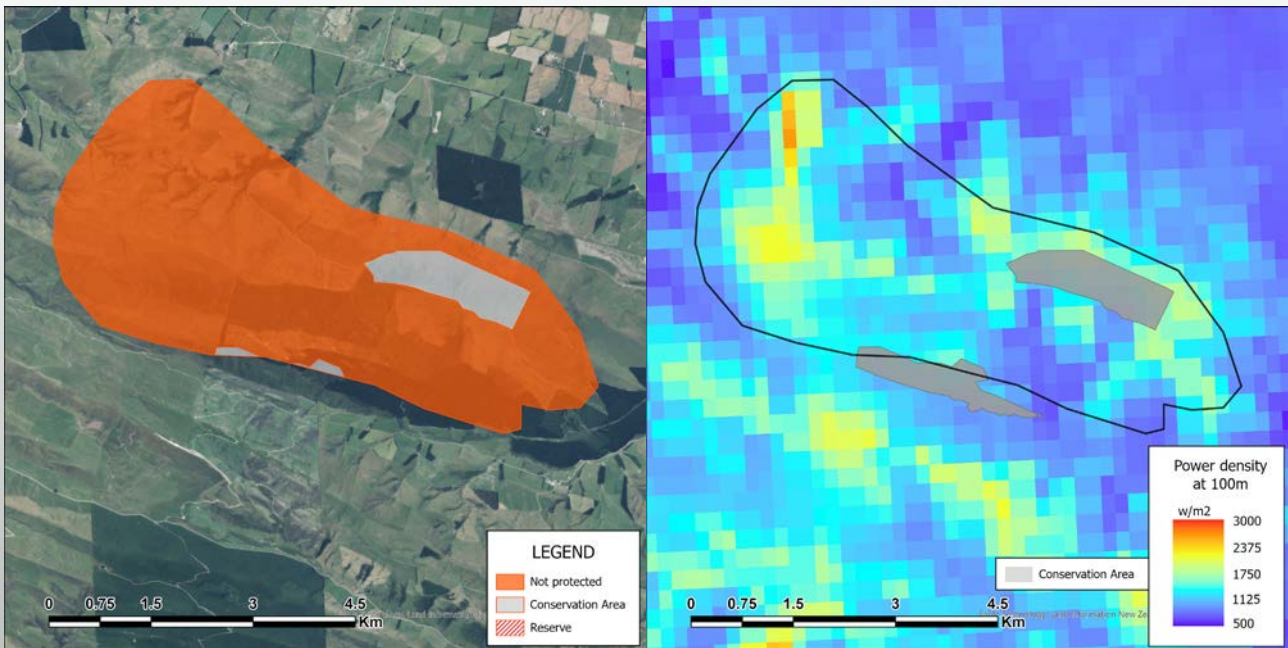 LEGEND
Not protected
Conservation Area
Reserve
0 0.75 1.5 3 4.5
Km
Power density
at 100m
w/m2
3000
2375
1750
1125
500
Conservation Area
0 0.75 1.5 3 4.5
Km